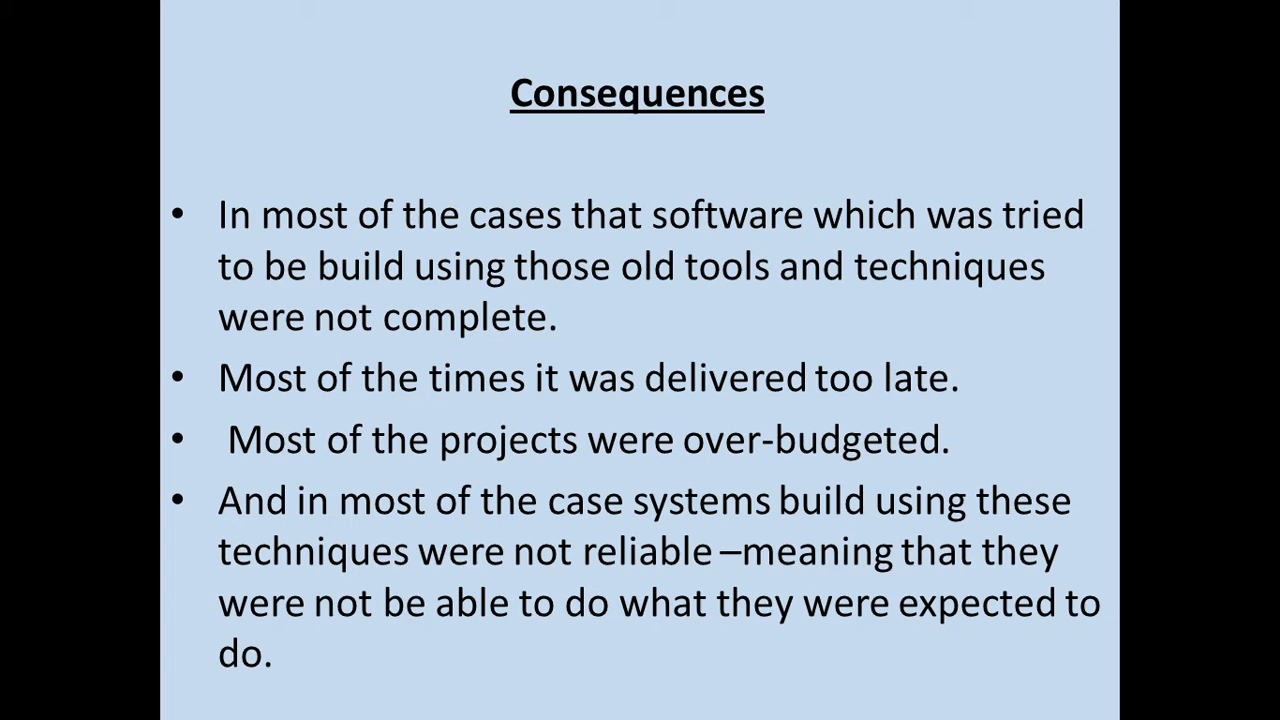 Consequences
• In most of the cases that software which was tried
to be build using those old tools and techniques
were not complete.
• Most of the times it was delivered too late.
• Most of the projects were over-budgeted.
• And in most of the case systems build using these
techniques were not reliable –meaning that they
were not be able to do what they were expected to
do.